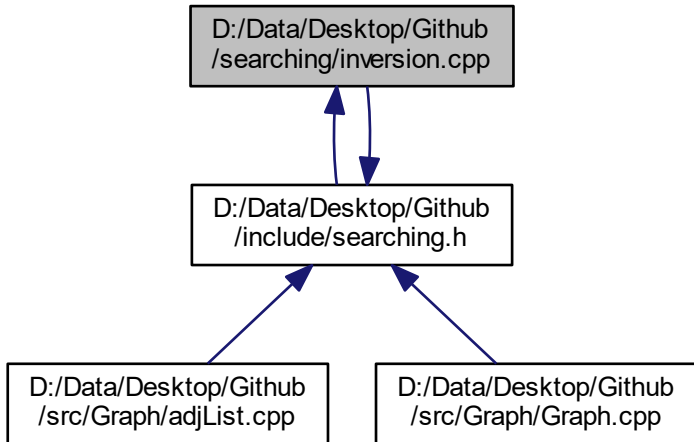 D:/Data/Desktop/Github
/searching/inversion.cpp
D:/Data/Desktop/Github
/include/searching.h
D:/Data/Desktop/Github
/src/Graph/adjList.cpp
D:/Data/Desktop/Github
/src/Graph/Graph.cpp